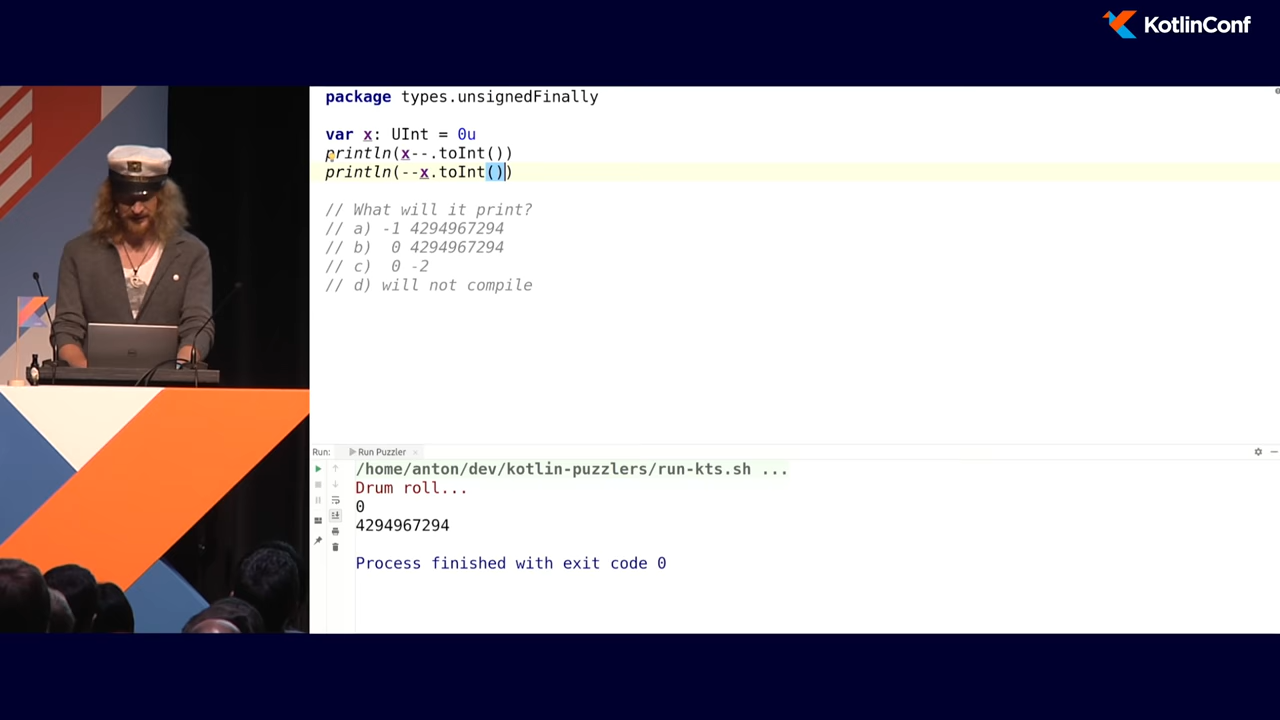 KotlinConf
package types.unsignedFinally
var x: UInt = 0u
println(x--.toInt())
println(--x.toInt())
// What will it print?
// a) -1 4294967294
// b)  0 4294967294
// c)  0 -2
// d) will not compile
Run: Run Puzzler ×
/home/anton/dev/kotlin-puzzlers/run-kts.sh ...
Drum roll...
0
4294967294
Process finished with exit code 0